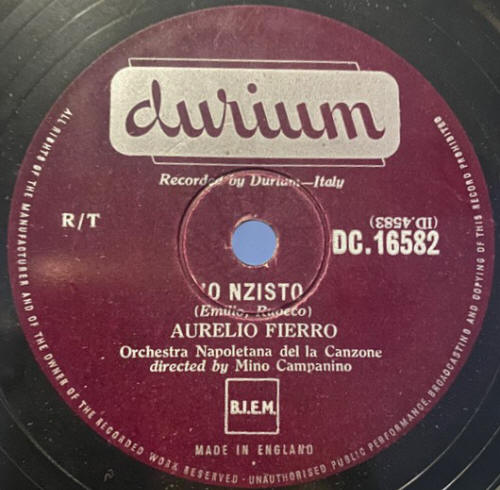 durium
Recorded by Durium—Italy
R/T
(ID.4583)
DC.16582
'O NZISTO
(Emilio, Rubeco)
AURELIO FIERRO
Orchestra Napoletana del la Canzone
directed by Mino Campanino
B.I.E.M.
MADE IN ENGLAND
ALL RIGHTS OF THE MANUFACTURER AND OF THE OWNER OF THE RECORDED WORK RESERVED - UNAUTHORISED PUBLIC PERFORMANCE, BROADCASTING AND COPYING OF THIS RECORD PROHIBITED